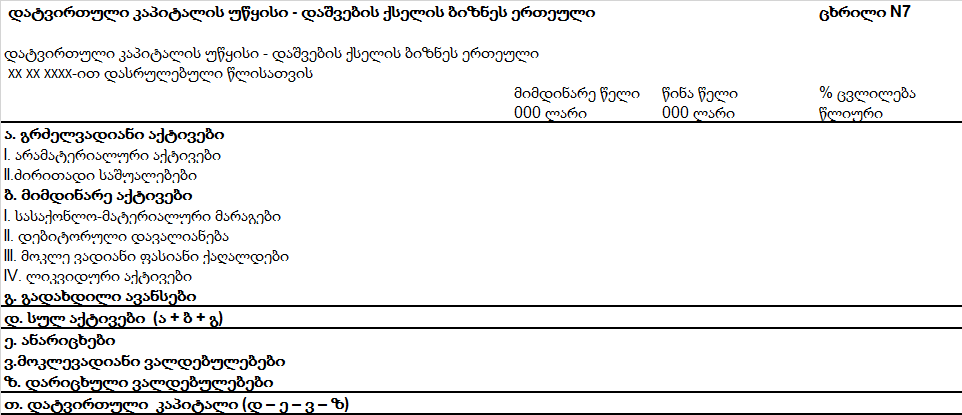 დატვირთული კაპიტალის უწყისი - დაშვების ქსელის ბიზნეს ერთეული ცხრილი N7
დატვირთული კაპიტალის უწყისი - დაშვების ქსელის ბიზნეს ერთეული
xx xx xxxx-ით დასრულებული წლისათვის
მიმდინარე წელი წინა წელი % ცვლილება
000 ლარი 000 ლარი წლიური
ა. გრძელვადიანი აქტივები
I. არამატერიალური აქტივები
II.ძირითადი საშუალებები
ბ. მიმდინარე აქტივები
I. სასაქონლო-მატერიალური მარაგები
II. დებიტორული დავალიანება
III. მოკლე ვადიანი ფასიანი ქაღალდები
IV. ლიკვიდური აქტივები
გ. გადახდილი ავანსები
დ. სულ აქტივები (ა + ბ + გ)
ე. ანარიცხები
ვ.მოკლევადიანი ვალდებულებები
ზ. დარიცხული ვალდებულებები
თ. დატვირთული კაპიტალი (დ – ე – ვ – ზ)